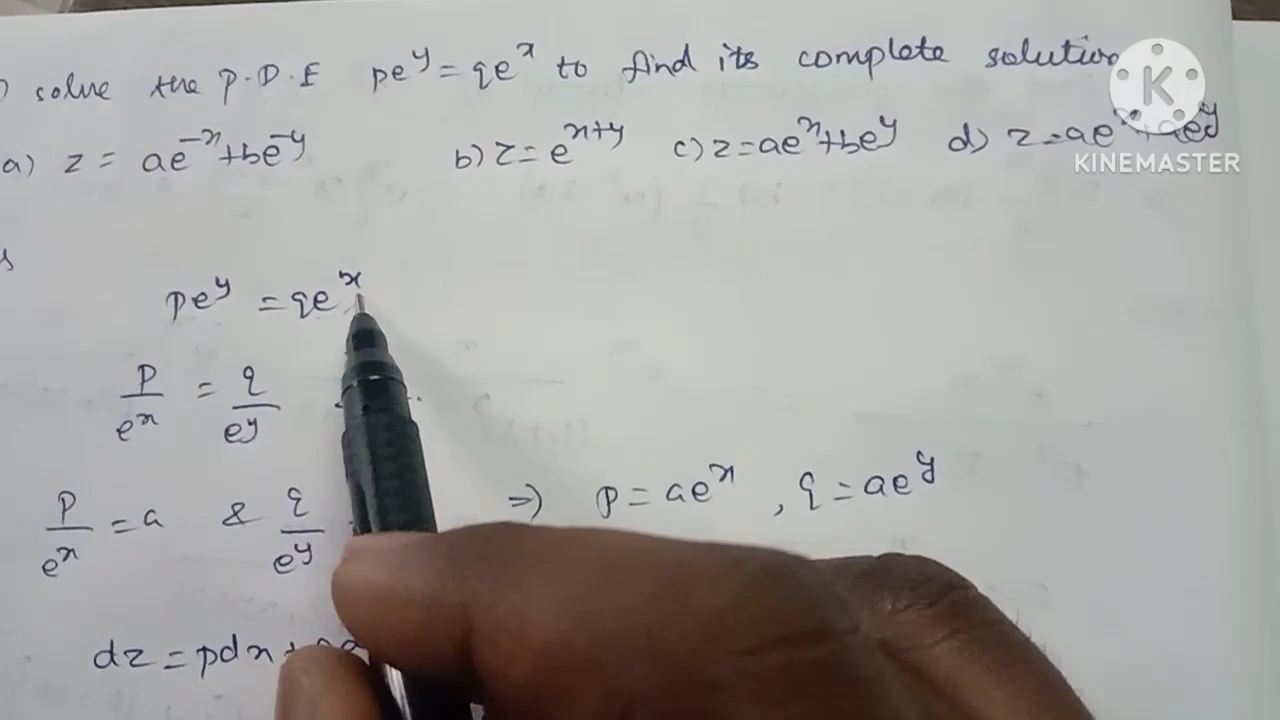 ) solve the P.D.E pe^y = qe^x to find its complete solution
a) z = ae^-x + be^-y b) z = e^x+y c) z = ae^x + be^y d) z = ae
KINEMASTER
s
pe^y = qe^x
p/e^x = q/e^y
p/e^x = a & q/e^y => p = ae^x , q = ae^y
dz = pdx +